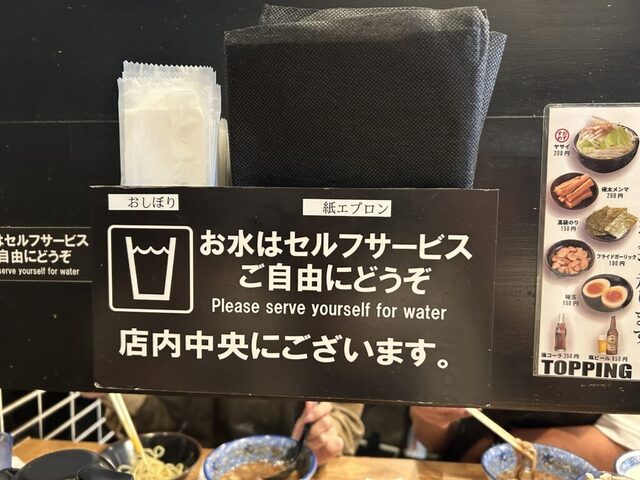 おしぼり
紙エプロン
お水はセルフサービス
ご自由にどうぞ
Please serve yourself for water
店内中央にございます。
はセルフサービス
自由にどうぞ
serve yourself for water
ヤサイ
200円
極太メンマ
200円
高級のり
150円
フライドガーリック
100円
味玉
150円
瓶コーラ 350円
瓶ビール 650円
TOPPING